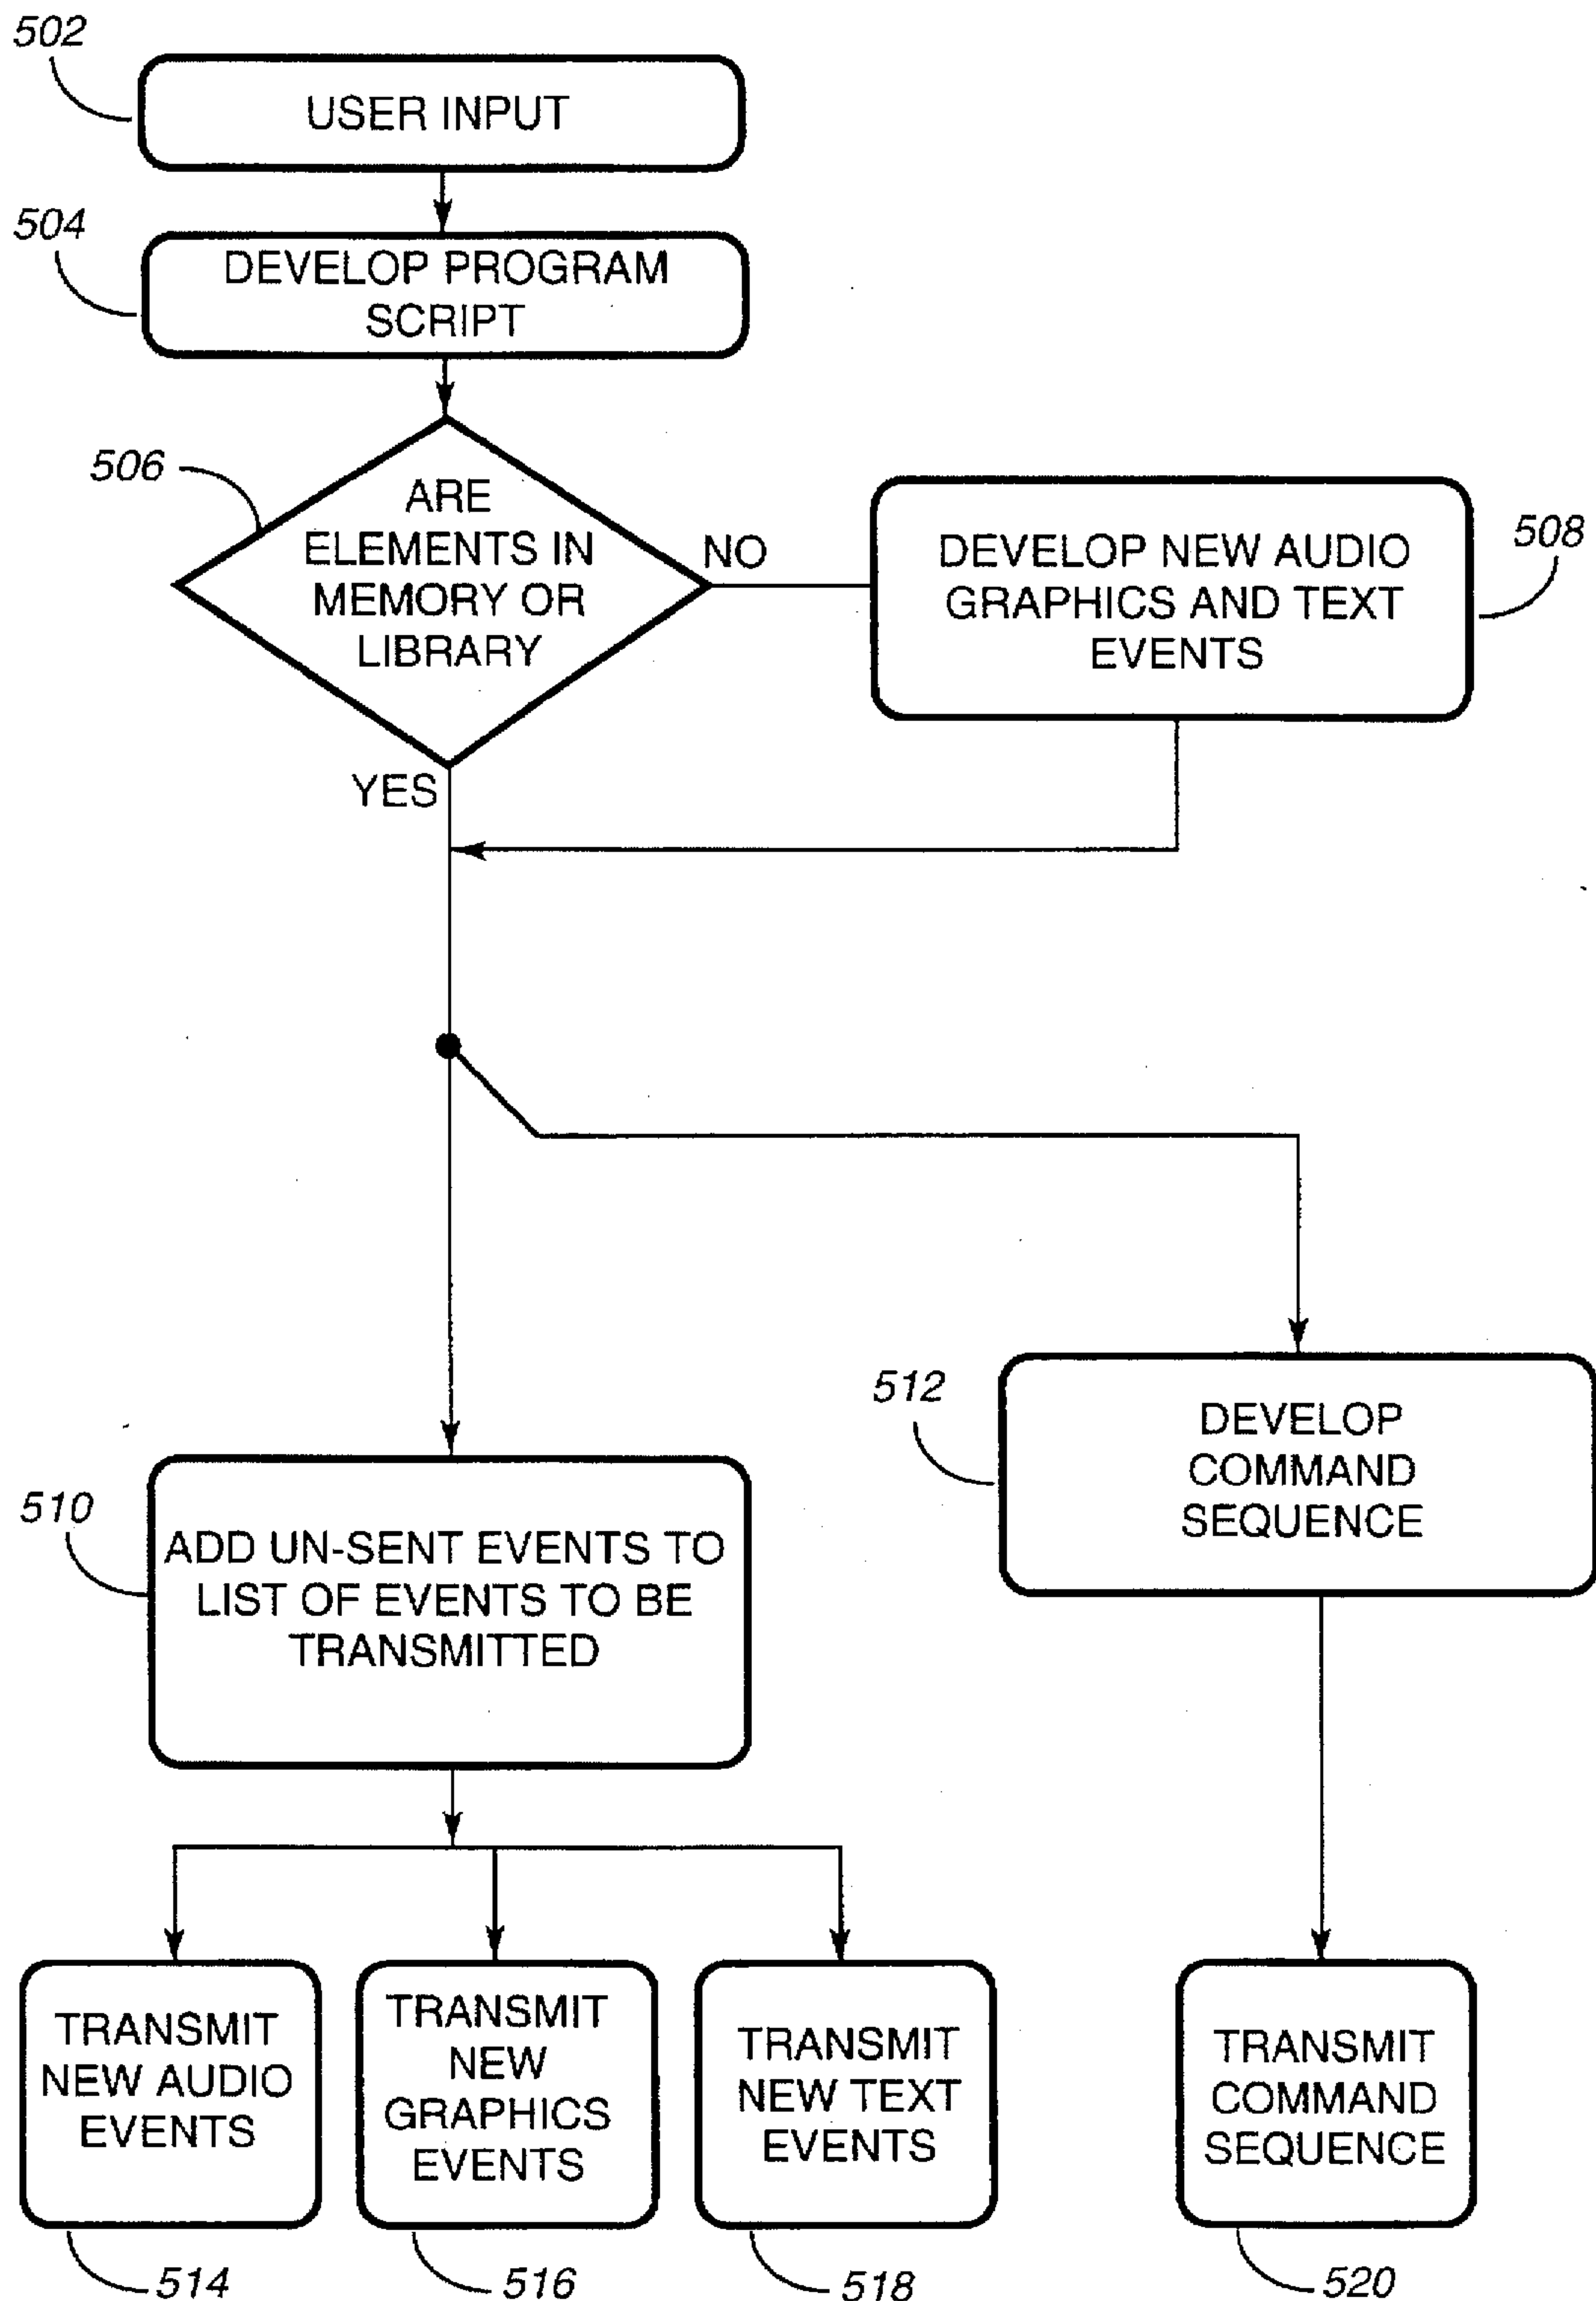 502
USER INPUT
504
DEVELOP PROGRAM
SCRIPT
506
ARE
ELEMENTS IN
MEMORY OR
LIBRARY
NO
YES
DEVELOP NEW AUDIO
GRAPHICS AND TEXT
EVENTS
508
512
DEVELOP
COMMAND
SEQUENCE
510
ADD UN-SENT EVENTS TO
LIST OF EVENTS TO BE
TRANSMITTED
TRANSMIT
NEW AUDIO
EVENTS
514
TRANSMIT
NEW
GRAPHICS
EVENTS
516
TRANSMIT
NEW TEXT
EVENTS
518
TRANSMIT
COMMAND
SEQUENCE
520